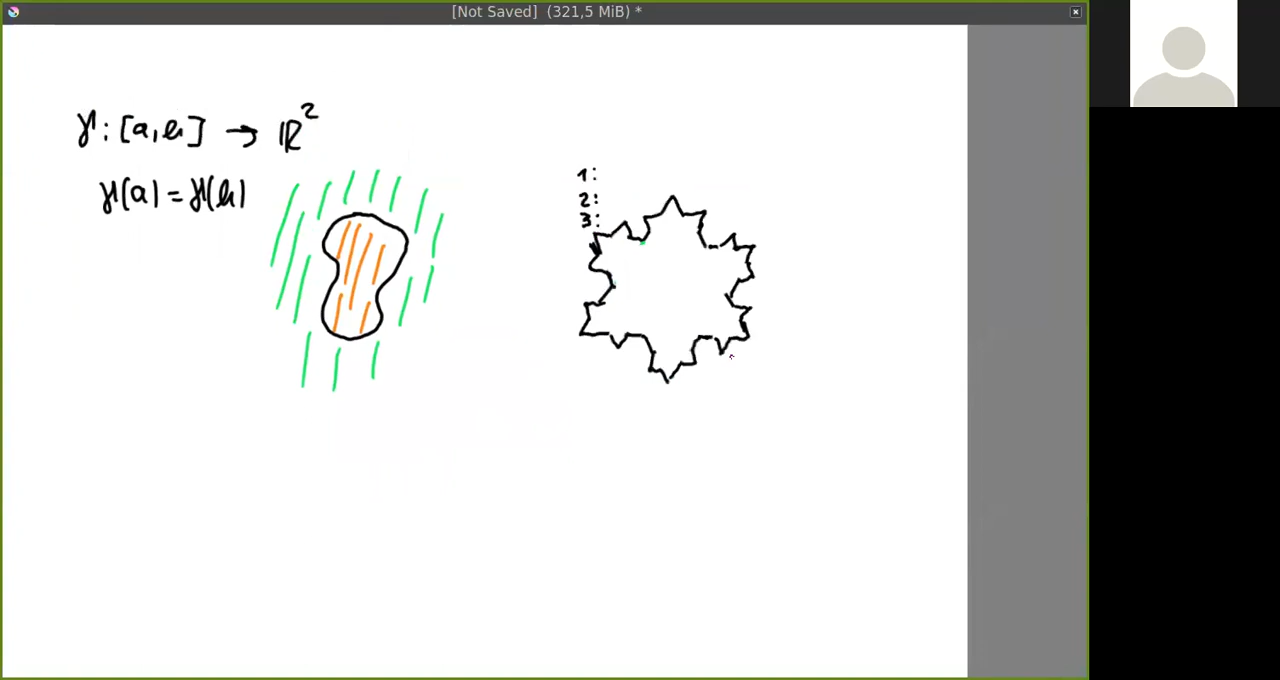 [Not Saved] (321,5 MiB) *
γ: [a,b] → ℝ²
γ(a) = γ(b)
1:
2:
3: